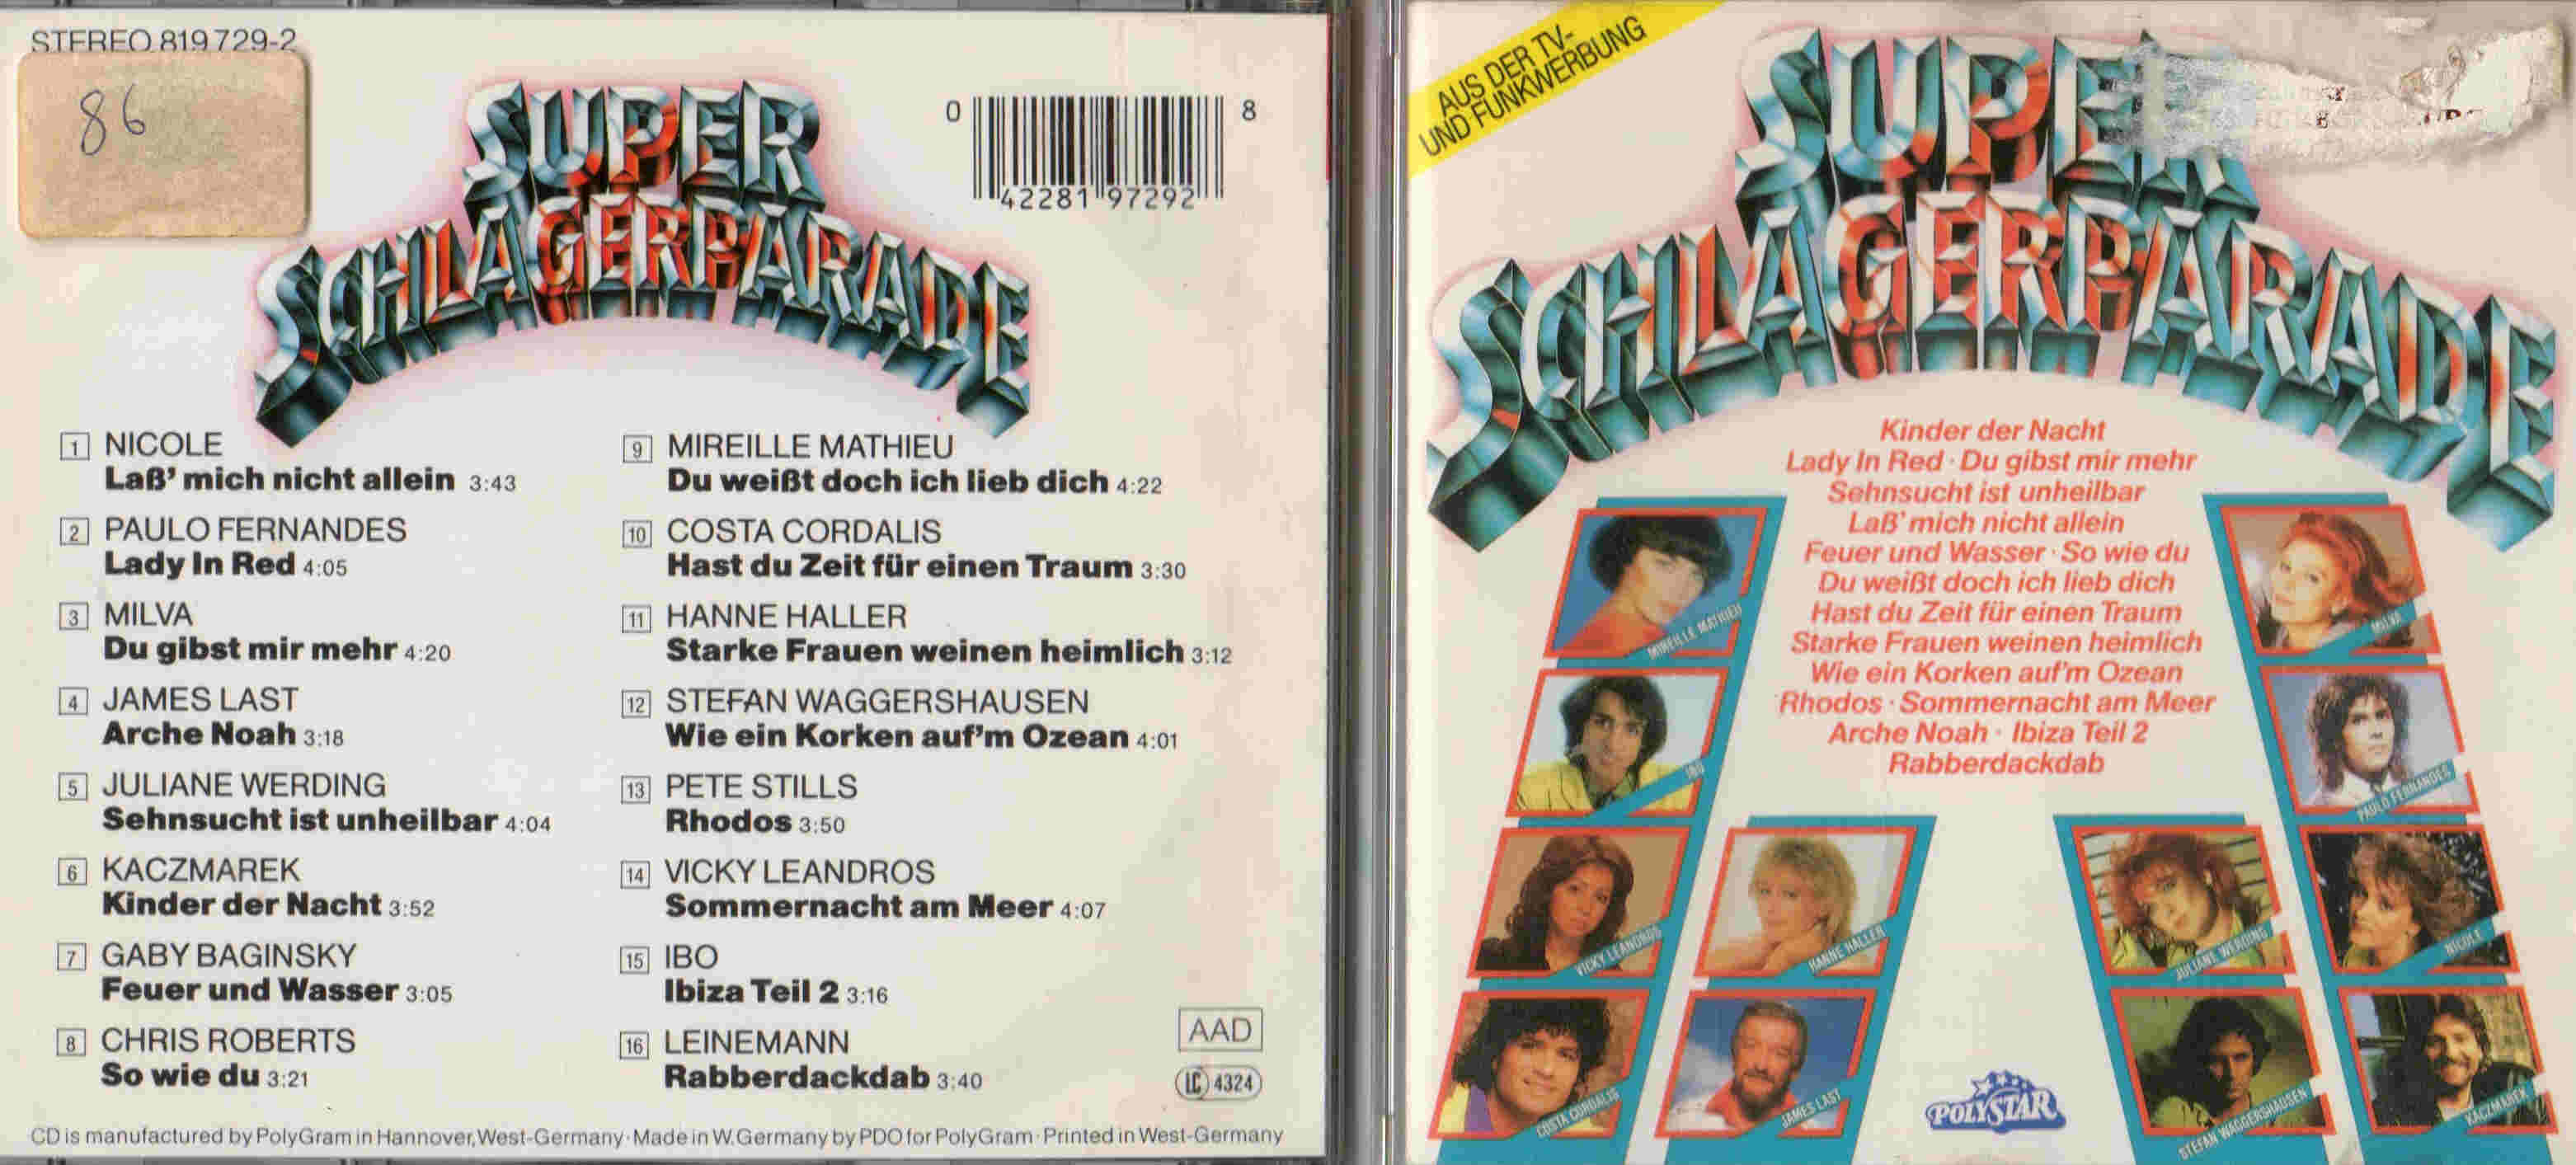 STEREO 819 729-2
86
SUPER
SCHLAGERPARADE
0 42281 97292 8
1 NICOLE
Laß' mich nicht allein 3:43
2 PAULO FERNANDES
Lady In Red 4:05
3 MILVA
Du gibst mir mehr 4:20
4 JAMES LAST
Arche Noah 3:18
5 JULIANE WERDING
Sehnsucht ist unheilbar 4:04
6 KACZMAREK
Kinder der Nacht 3:52
7 GABY BAGINSKY
Feuer und Wasser 3:05
8 CHRIS ROBERTS
So wie du 3:21
9 MIREILLE MATHIEU
Du weißt doch ich lieb dich 4:22
10 COSTA CORDALIS
Hast du Zeit für einen Traum 3:30
11 HANNE HALLER
Starke Frauen weinen heimlich 3:12
12 STEFAN WAGGERSHAUSEN
Wie ein Korken auf'm Ozean 4:01
13 PETE STILLS
Rhodos 3:50
14 VICKY LEANDROS
Sommernacht am Meer 4:07
15 IBO
Ibiza Teil 2 3:16
16 LEINEMANN
Rabberdackdab 3:40
AAD
LC 4324
CD is manufactured by PolyGram in Hannover, West-Germany · Made in W. Germany by PDO for PolyGram · Printed in West-Germany
AUS DER TV-
UND FUNKWERBUNG
SUPER
SCHLAGERPARADE
Kinder der Nacht
Lady In Red · Du gibst mir mehr
Sehnsucht ist unheilbar
Laß' mich nicht allein
Feuer und Wasser · So wie du
Du weißt doch ich lieb dich
Hast du Zeit für einen Traum
Starke Frauen weinen heimlich
Wie ein Korken auf'm Ozean
Rhodos · Sommernacht am Meer
Arche Noah · Ibiza Teil 2
Rabberdackdab
MIREILLE MATHIEU
MILVA
IBO
PAULO FERNANDES
VICKY LEANDROS
HANNE HALLER
JULIANE WERDING
NICOLE
COSTA CORDALIS
JAMES LAST
STEFAN WAGGERSHAUSEN
KACZMAREK
POLYSTAR